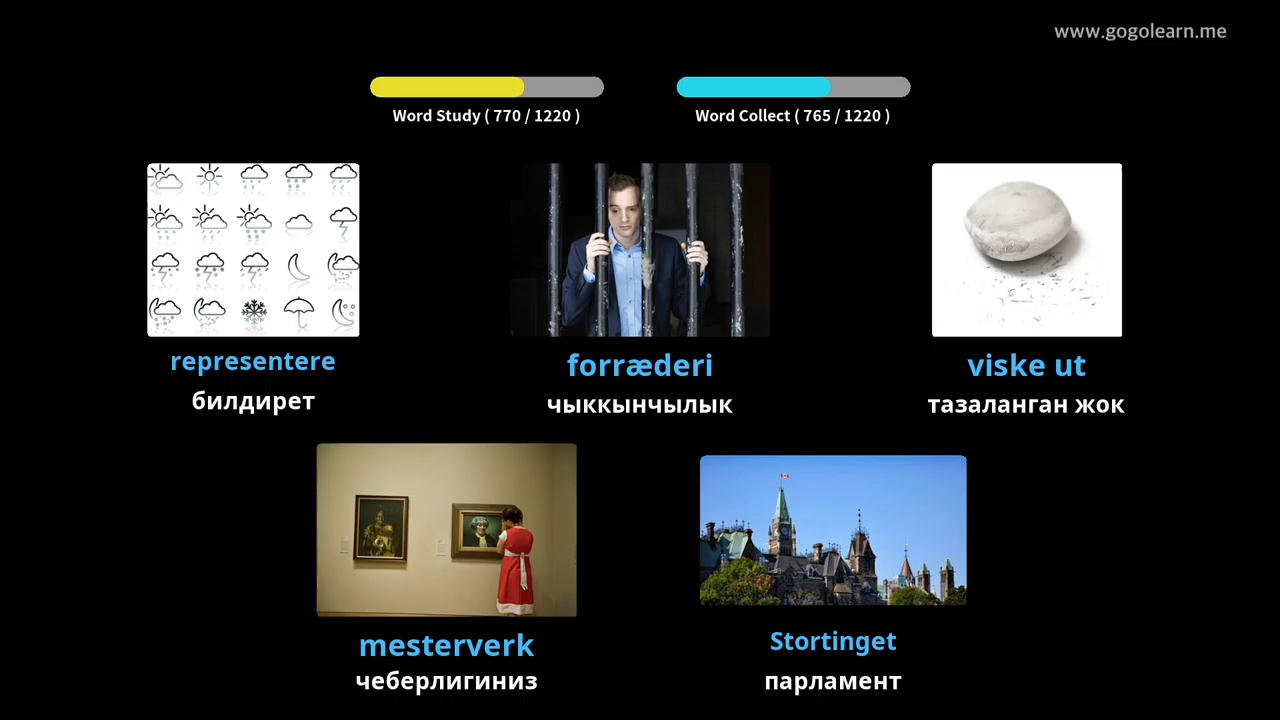 www.gogolearn.me
Word Study ( 770 / 1220 )
Word Collect ( 765 / 1220 )
representere
билдирет
forræderi
чыккынчылык
viske ut
тазаланган жок
mesterverk
чеберлигиниз
Stortinget
парламент